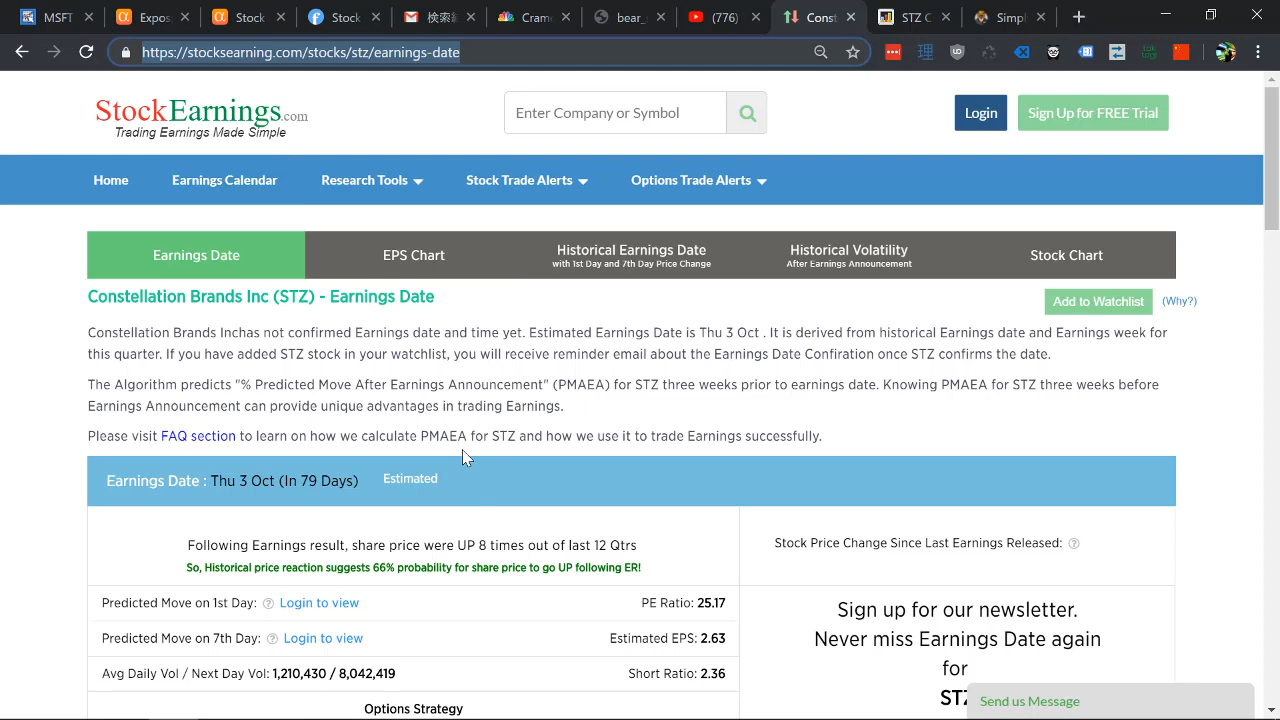 MSFT
Expos
Stock
Stock
検索
Cram
bear_
(776)
Const
STZ C
Simpl
https://stocksearning.com/stocks/stz/earnings-date
StockEarnings.com
Trading Earnings Made Simple
Enter Company or Symbol
Login
Sign Up for FREE Trial
Home
Earnings Calendar
Research Tools
Stock Trade Alerts
Options Trade Alerts
Earnings Date
EPS Chart
Historical Earnings Date
with 1st Day and 7th Day Price Change
Historical Volatility
After Earnings Announcement
Stock Chart
Constellation Brands Inc (STZ) - Earnings Date
Add to Watchlist
(Why?)
Constellation Brands Inchas not confirmed Earnings date and time yet. Estimated Earnings Date is Thu 3 Oct . It is derived from historical Earnings date and Earnings week for
this quarter. If you have added STZ stock in your watchlist, you will receive reminder email about the Earnings Date Confiration once STZ confirms the date.
The Algorithm predicts "% Predicted Move After Earnings Announcement" (PMAEA) for STZ three weeks prior to earnings date. Knowing PMAEA for STZ three weeks before
Earnings Announcement can provide unique advantages in trading Earnings.
Please visit FAQ section to learn on how we calculate PMAEA for STZ and how we use it to trade Earnings successfully.
Earnings Date : Thu 3 Oct (In 79 Days)
Estimated
Following Earnings result, share price were UP 8 times out of last 12 Qtrs
So, Historical price reaction suggests 66% probability for share price to go UP following ER!
Stock Price Change Since Last Earnings Released:
Predicted Move on 1st Day: Login to view
PE Ratio: 25.17
Predicted Move on 7th Day: Login to view
Estimated EPS: 2.63
Avg Daily Vol / Next Day Vol: 1,210,430 / 8,042,419
Short Ratio: 2.36
Options Strategy
Sign up for our newsletter.
Never miss Earnings Date again
for
STZ
Send us Message